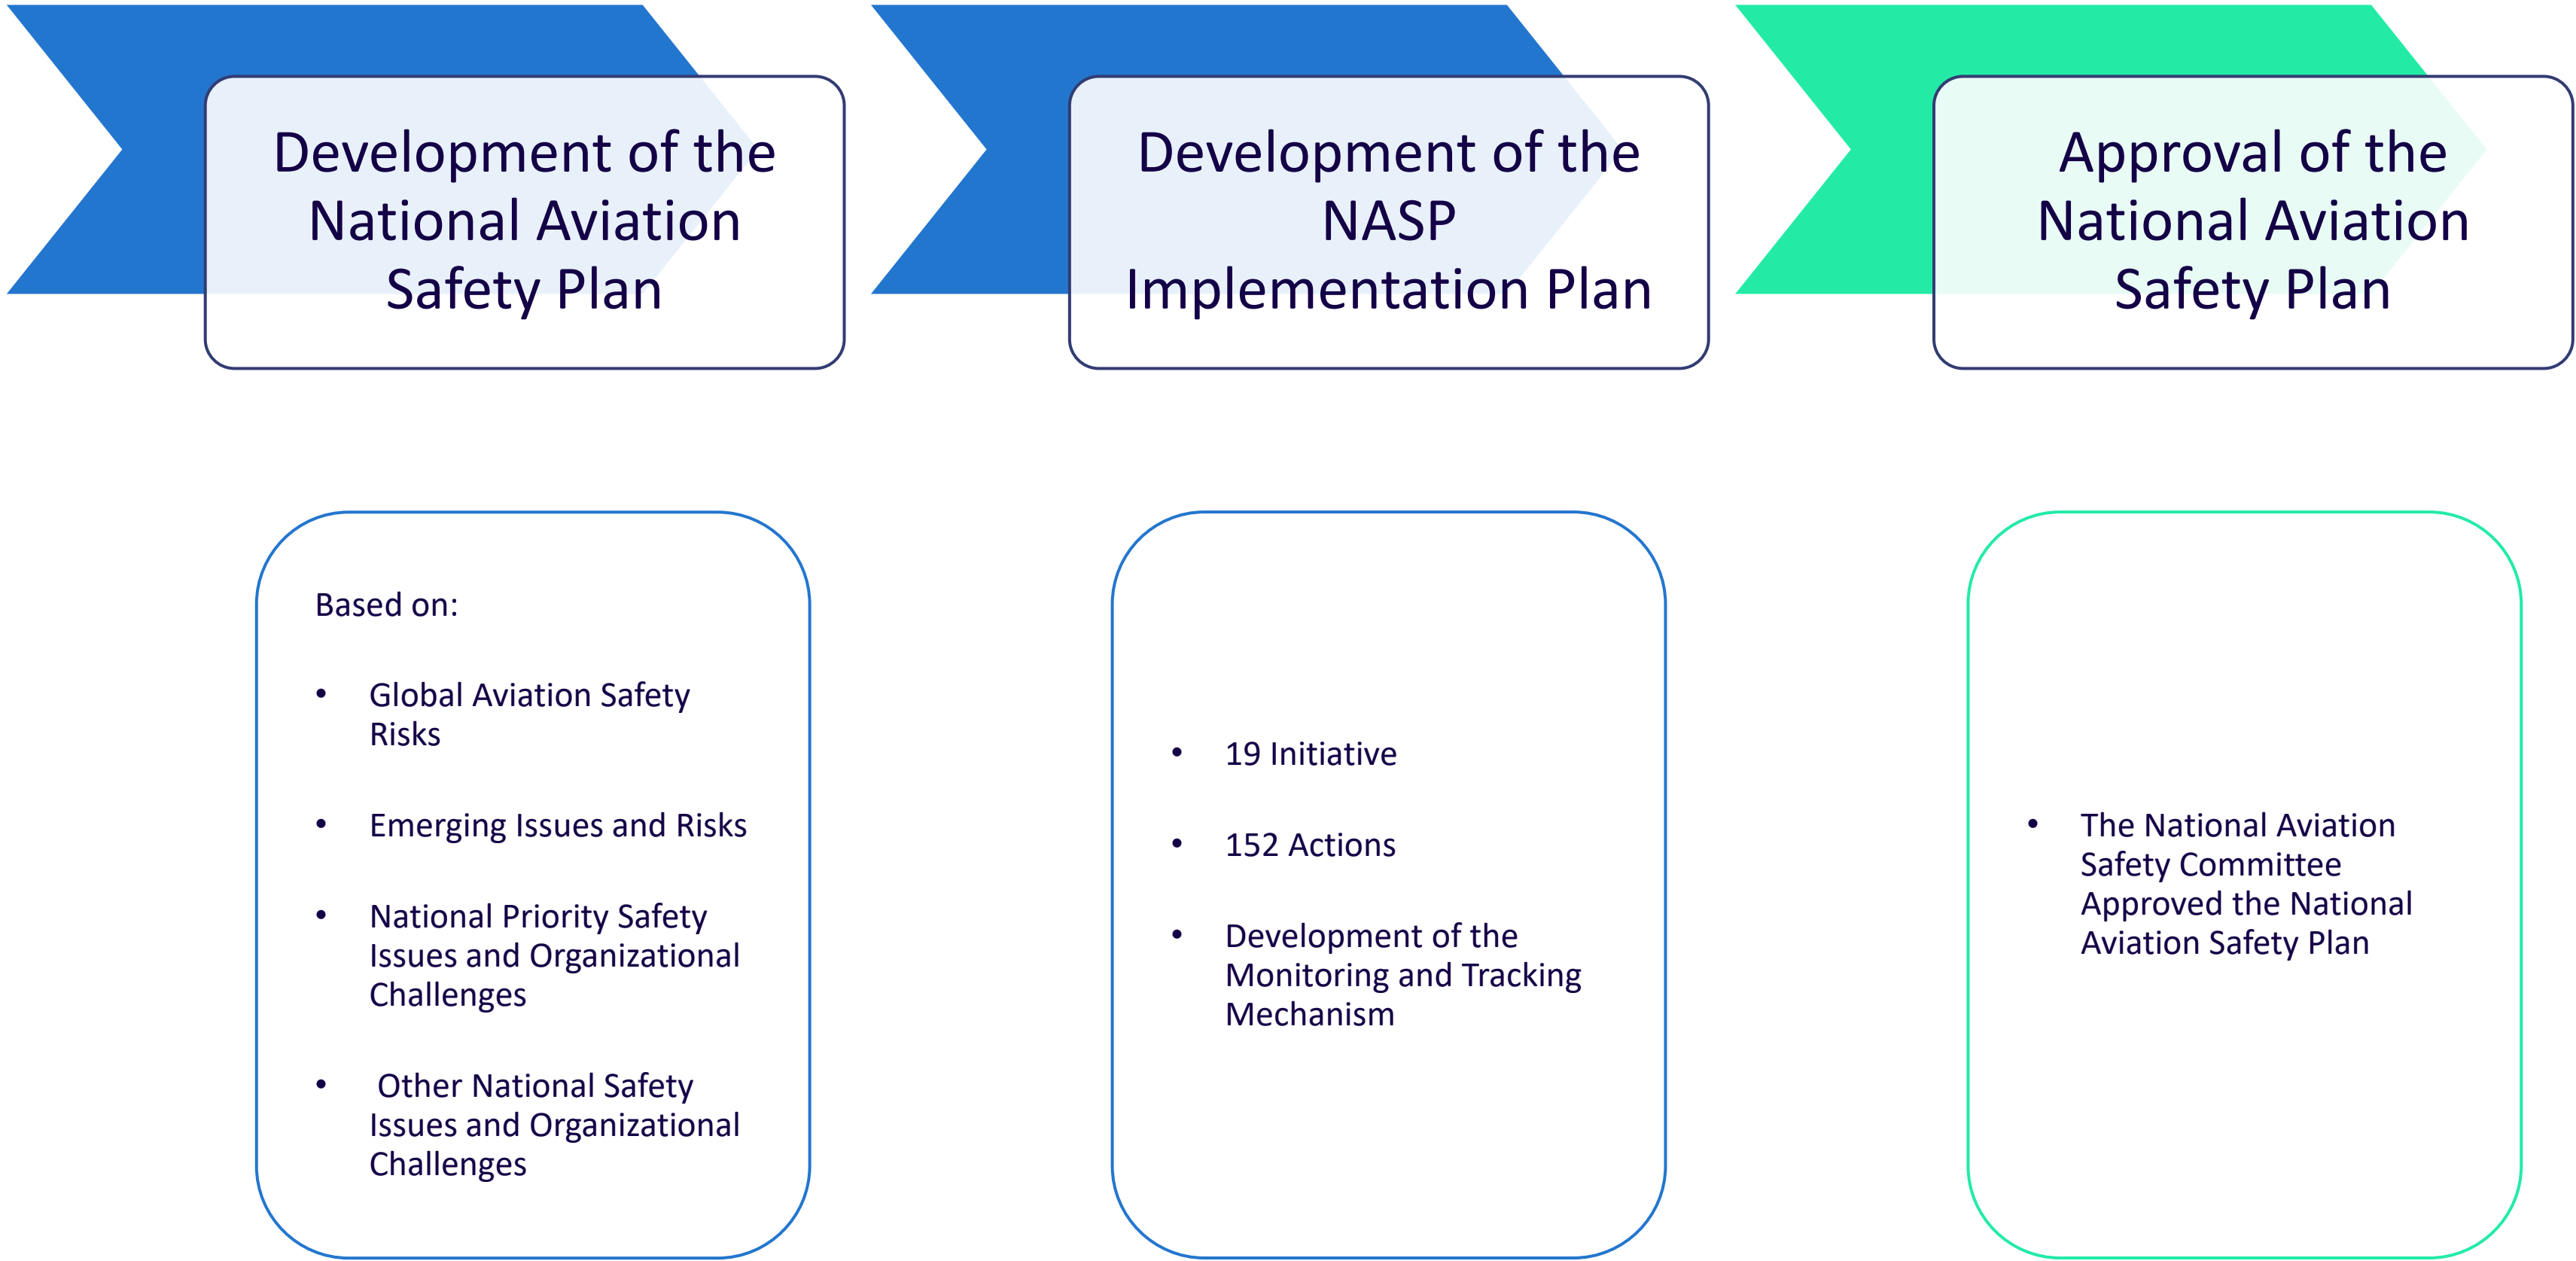 Development of the
National Aviation
Safety Plan
Development of the
NASP
Implementation Plan
Approval of the
National Aviation
Safety Plan
Based on:
• Global Aviation Safety
Risks
• Emerging Issues and Risks
• National Priority Safety
Issues and Organizational
Challenges
• Other National Safety
Issues and Organizational
Challenges
• 19 Initiative
• 152 Actions
• Development of the
Monitoring and Tracking
Mechanism
• The National Aviation
Safety Committee
Approved the National
Aviation Safety Plan